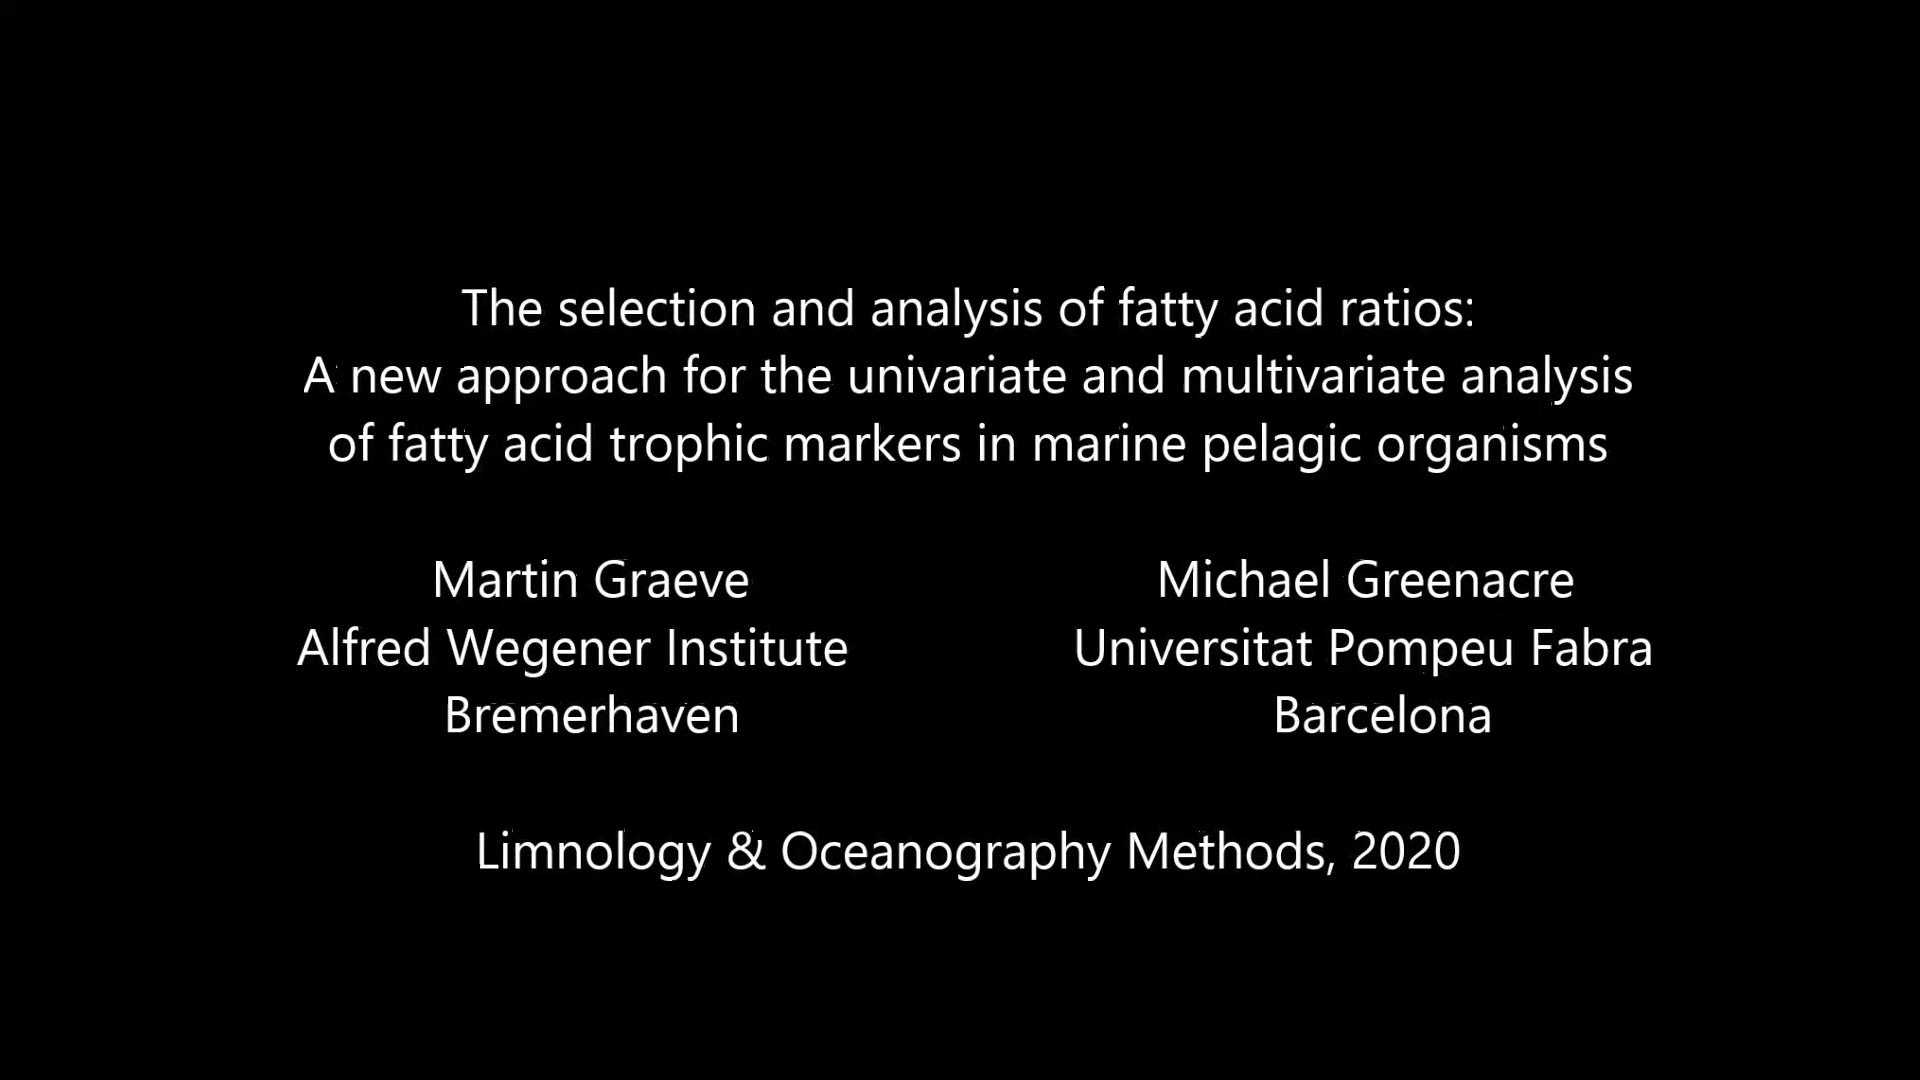 The selection and analysis of fatty acid ratios:
A new approach for the univariate and multivariate analysis
of fatty acid trophic markers in marine pelagic organisms
Martin Graeve
Alfred Wegener Institute
Bremerhaven
Michael Greenacre
Universitat Pompeu Fabra
Barcelona
Limnology & Oceanography Methods, 2020